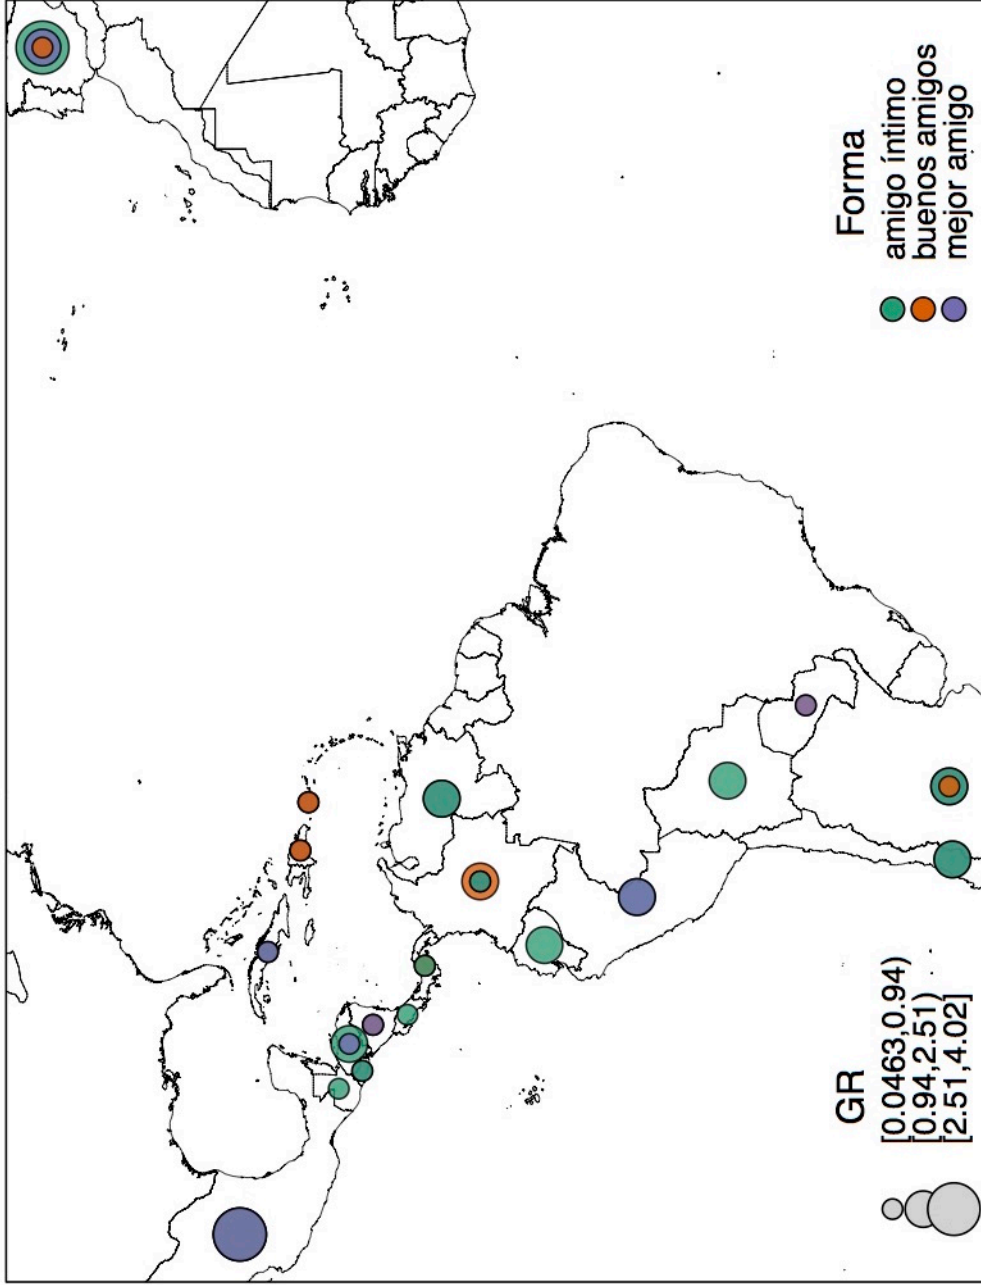 GR
[0.0463,0.94)
[0.94,2.51)
[2.51,4.02]
Forma
amigo íntimo
buenos amigos
mejor amigo